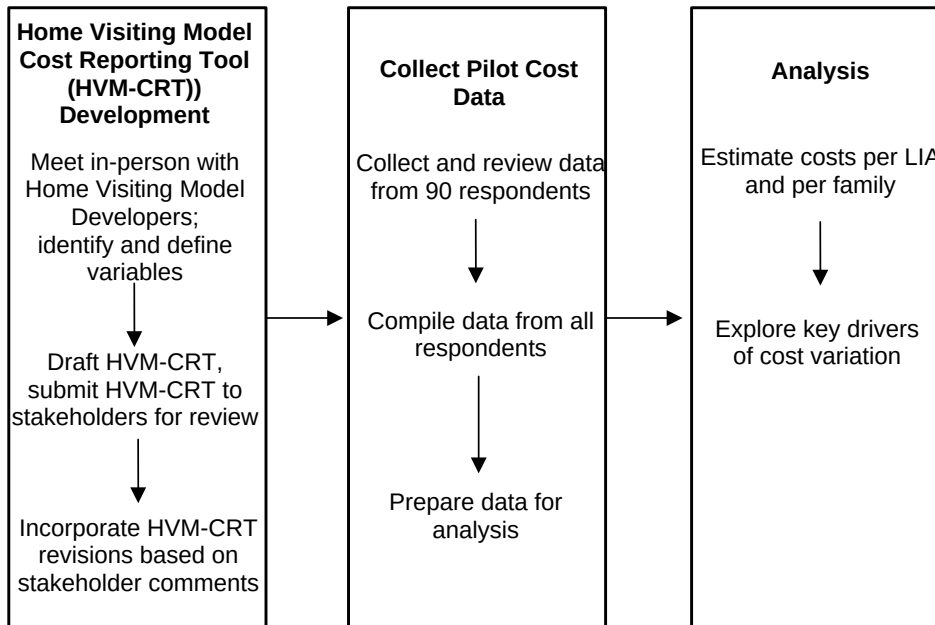 Home Visiting Model
Cost Reporting Tool
(HVM-CRT))
Development
Meet in-person with
Home Visiting Model
Developers;
identify and define
variables
Draft HVM-CRT,
submit HVM-CRT to
stakeholders for review
Incorporate HVM-CRT
revisions based on
stakeholder comments
Collect Pilot Cost
Data
Collect and review data
from 90 respondents
Compile data from all
respondents
Prepare data for
analysis
Analysis
Estimate costs per LIA
and per family
Explore key drivers
of cost variation